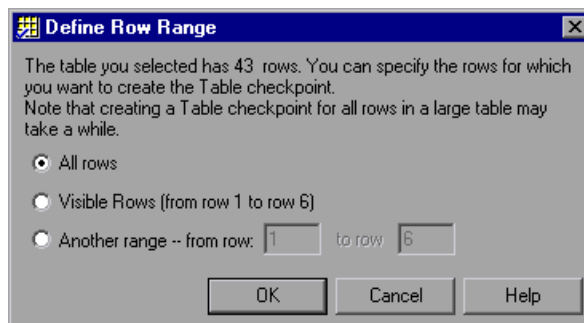 Define Row Range
The table you selected has 43 rows. You can specify the rows for which
you want to create the Table checkpoint.
Note that creating a Table checkpoint for all rows in a large table may
take a while.
All rows
Visible Rows (from row 1 to row 6)
Another range -- from row: 1 to row 6
OK Cancel Help